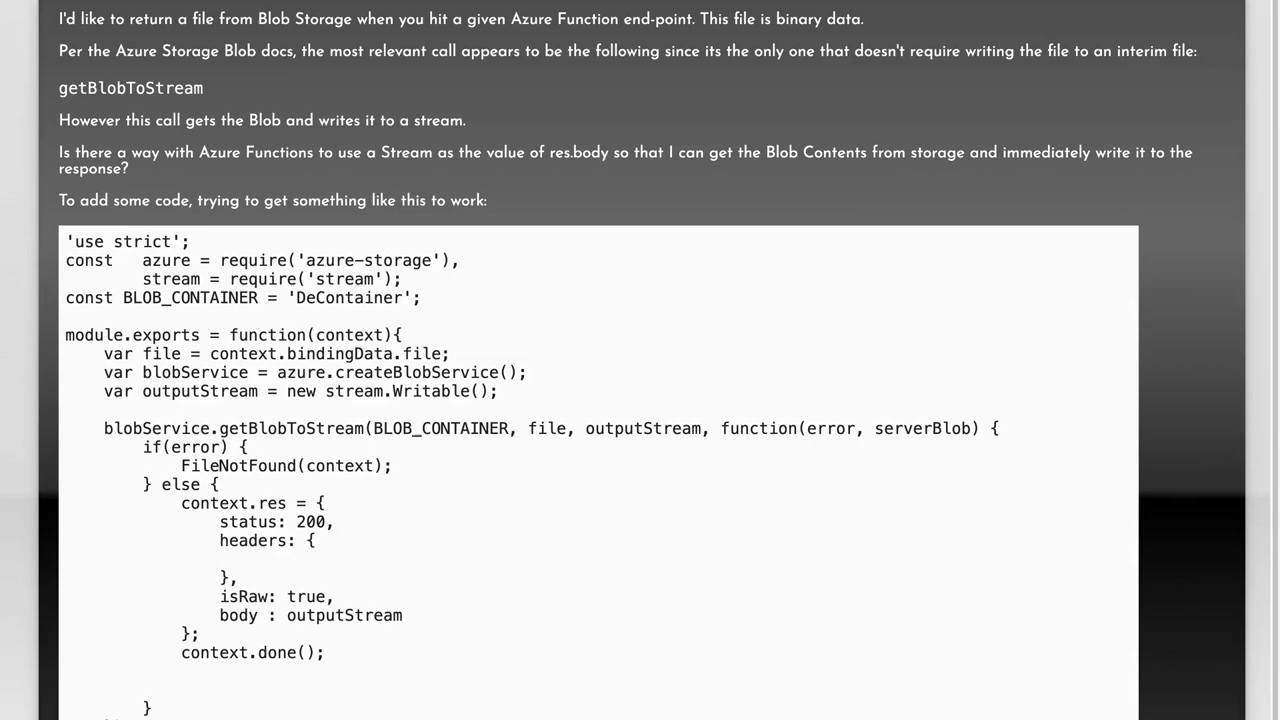 I'd like to return a file from Blob Storage when you hit a given Azure Function end-point. This file is binary data.
Per the Azure Storage Blob docs, the most relevant call appears to be the following since its the only one that doesn't require writing the file to an interim file:
getBlobToStream
However this call gets the Blob and writes it to a stream.
Is there a way with Azure Functions to use a Stream as the value of res.body so that I can get the Blob Contents from storage and immediately write it to the
response?
To add some code, trying to get something like this to work:
'use strict';
const   azure = require('azure-storage'),
        stream = require('stream');
const BLOB_CONTAINER = 'DeContainer';
module.exports = function(context){
    var file = context.bindingData.file;
    var blobService = azure.createBlobService();
    var outputStream = new stream.Writable();
    blobService.getBlobToStream(BLOB_CONTAINER, file, outputStream, function(error, serverBlob) {
        if(error) {
            FileNotFound(context);
        } else {
            context.res = {
                status: 200,
                headers: {
                },
                isRaw: true,
                body : outputStream
            };
            context.done();
        }